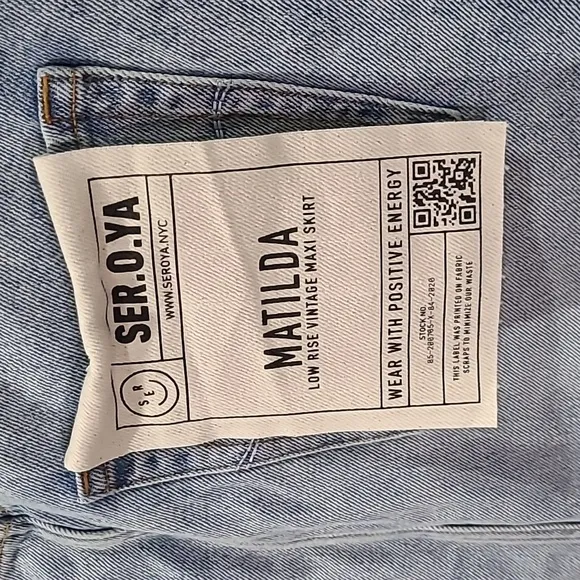 SER.O.YA
WWW.SEROYA.NYC
SER
MATILDA
LOW RISE VINTAGE MAXI SKIRT
WEAR WITH POSITIVE ENERGY
STOCK NO.
THIS LABEL WAS PRINTED ON FABRIC
SCRAPS TO MINIMIZE OUR WASTE